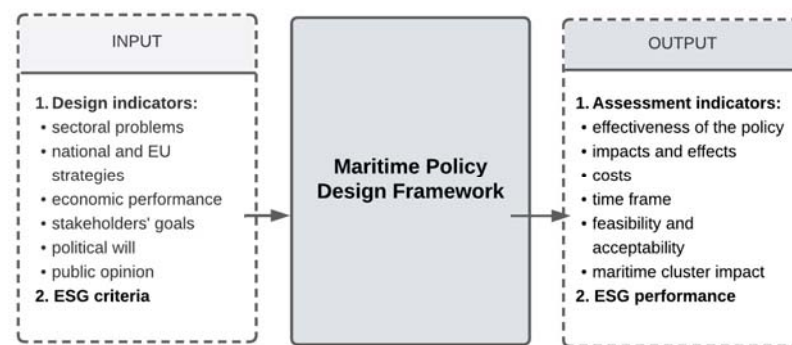 INPUT
1. Design indicators:
• sectoral problems
• national and EU
strategies
• economic performance
• stakeholders' goals
• political will
• public opinion
2. ESG criteria
Maritime Policy
Design Framework
OUTPUT
1. Assessment indicators:
• effectiveness of the policy
• impacts and effects
• costs
• time frame
• feasibility and
acceptability
• maritime cluster impact
2. ESG performance